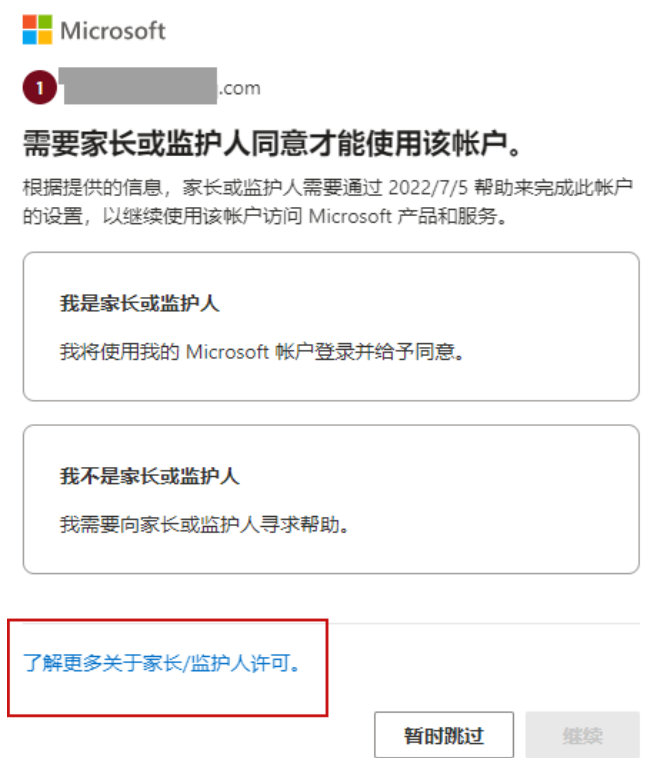 Microsoft
1
.com
需要家长或监护人同意才能使用该帐户。
根据提供的信息，家长或监护人需要通过 2022/7/5 帮助来完成此帐户
的设置，以继续使用该帐户访问 Microsoft 产品和服务。
我是家长或监护人
我将使用我的 Microsoft 帐户登录并给予同意。
我不是家长或监护人
我需要向家长或监护人寻求帮助。
了解更多关于家长/监护人许可。
暂时跳过
继续